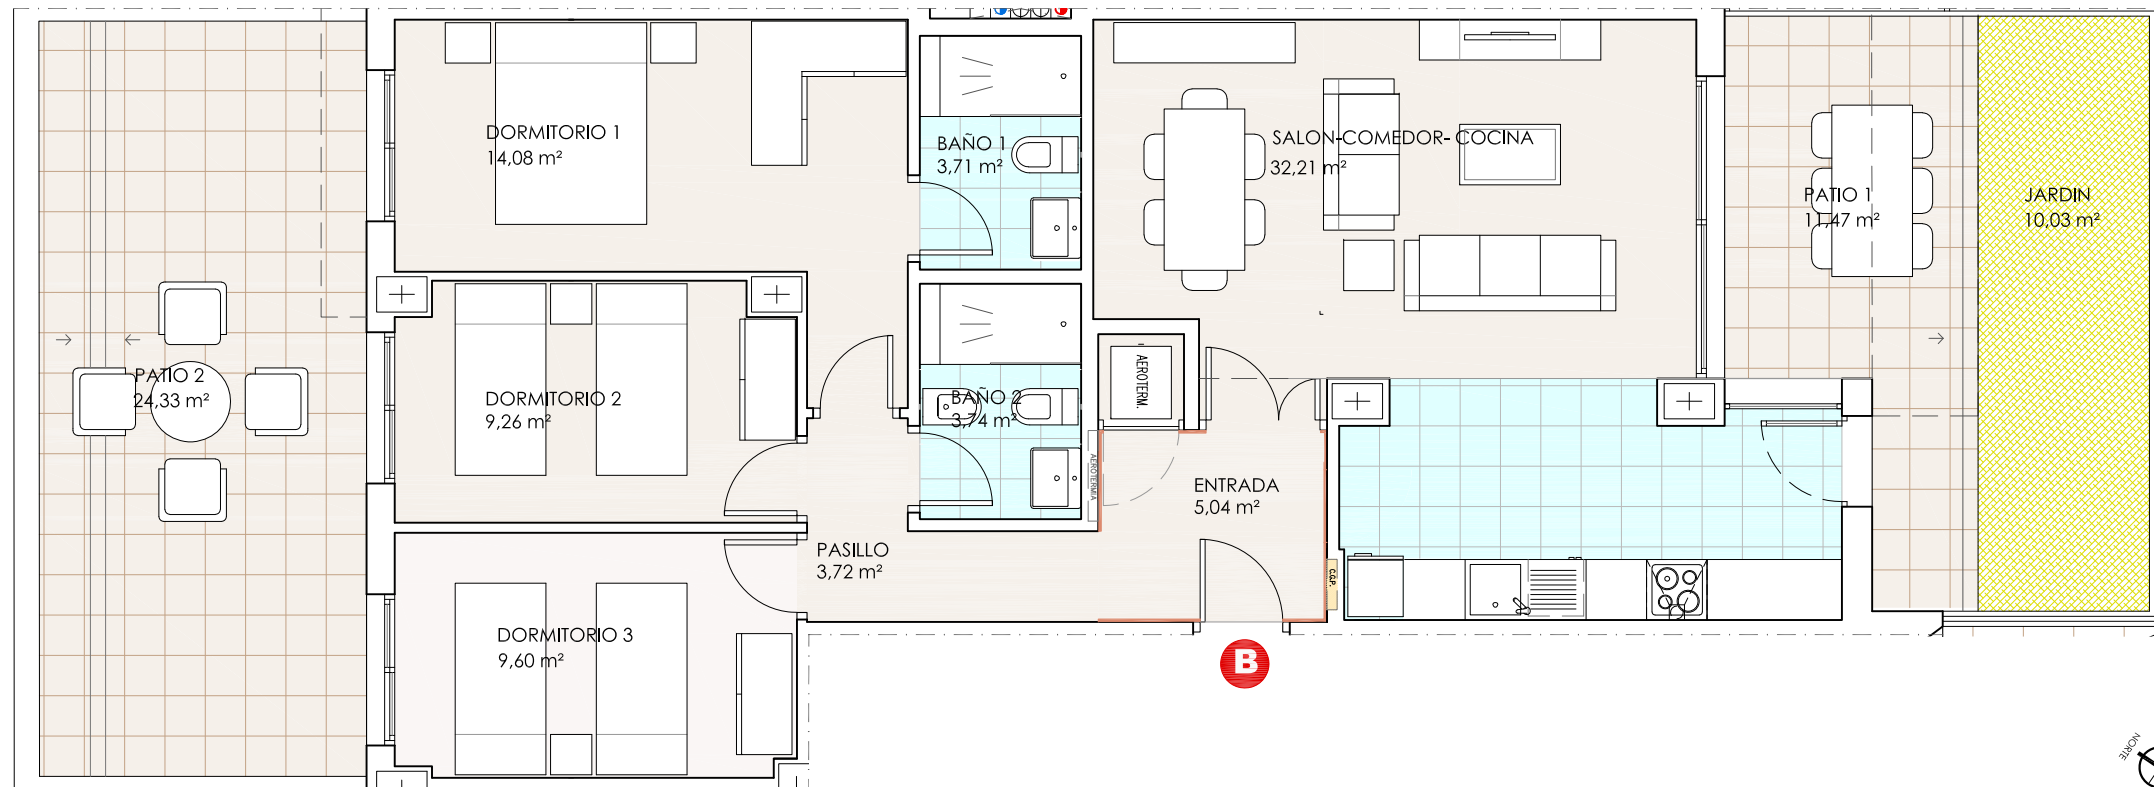 DORMITORIO 1
14,08 m²
BAÑO 1
3,71 m²
SALON-COMEDOR- COCINA
32,21 m²
PATIO 1
11,47 m²
JARDIN
10,03 m²
PATIO 2
24,33 m²
DORMITORIO 2
9,26 m²
BAÑO 2
3,74 m²
AEROTERM.
AEROTERMIA
ENTRADA
5,04 m²
PASILLO
3,72 m²
C.G.P.
DORMITORIO 3
9,60 m²
B
NORTE